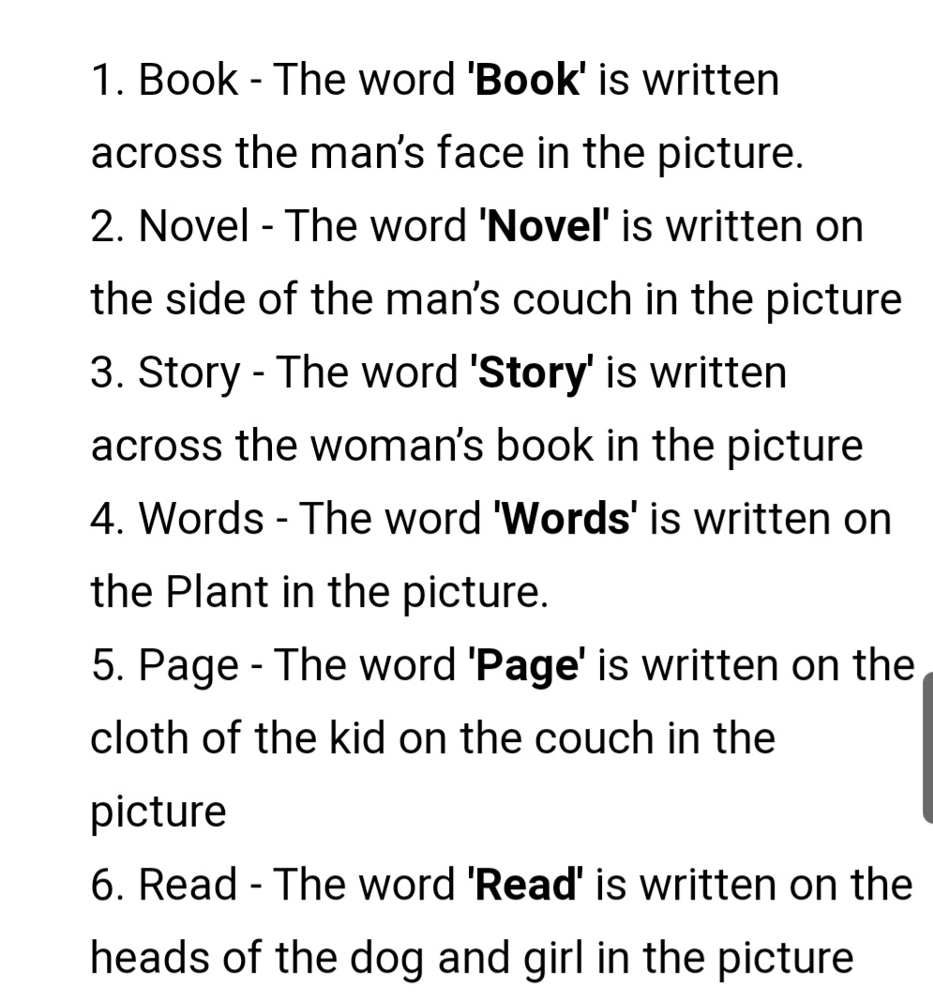 1. Book - The word 'Book' is written
across the man’s face in the picture.
2. Novel - The word 'Novel' is written on
the side of the man’s couch in the picture
3. Story - The word 'Story' is written
across the woman’s book in the picture
4. Words - The word 'Words' is written on
the Plant in the picture.
5. Page - The word 'Page' is written on the
cloth of the kid on the couch in the
picture
6. Read - The word 'Read' is written on the
heads of the dog and girl in the picture